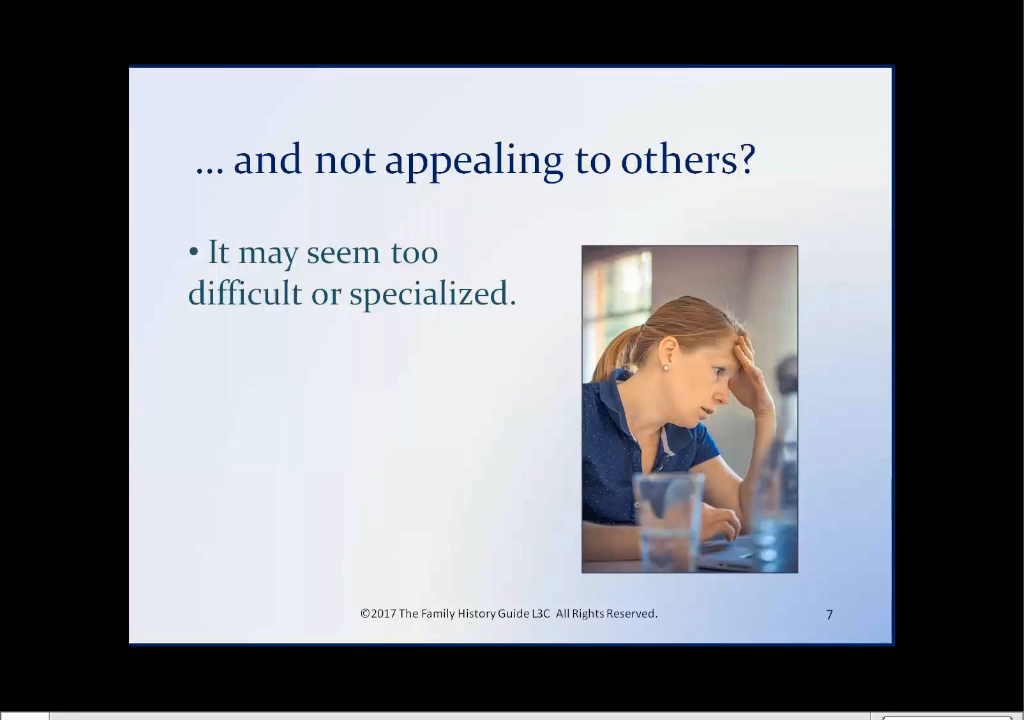 ... and not appealing to others?
• It may seem too
difficult or specialized.
©2017 The Family History Guide L3C All Rights Reserved.
7